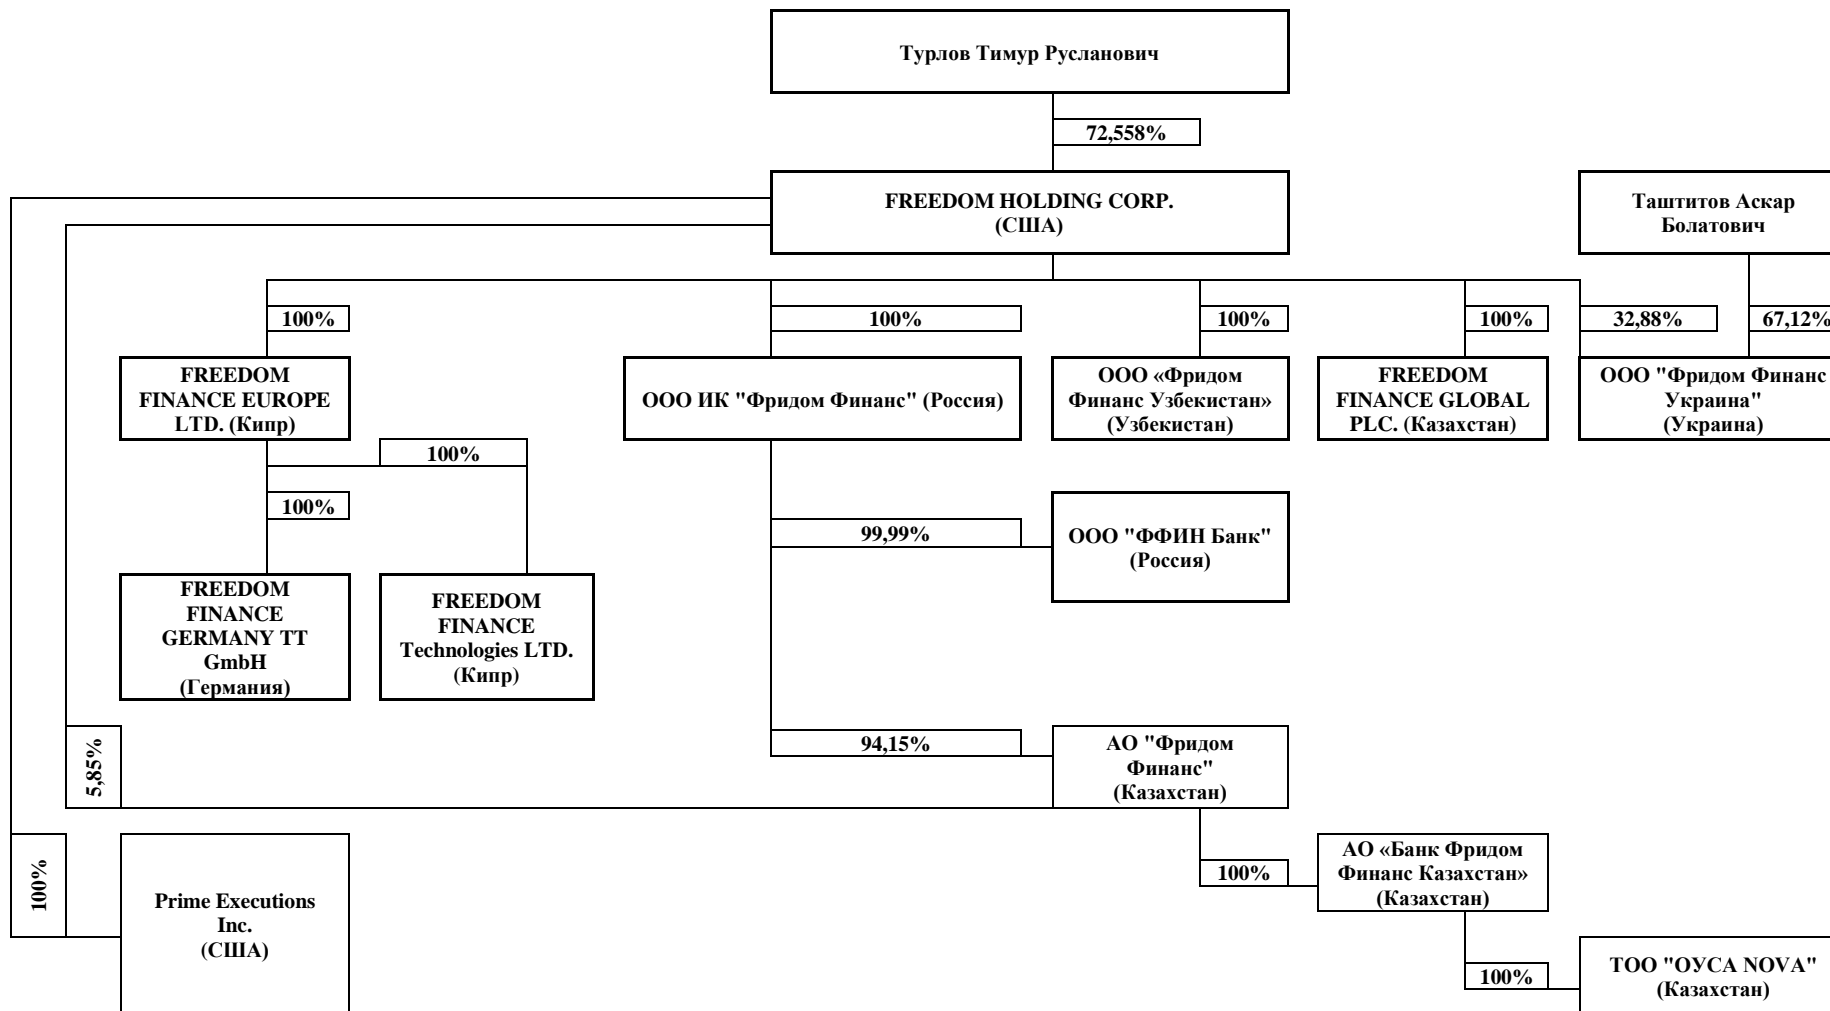 Турлов Тимур Русланович
72,558%
FREEDOM HOLDING CORP.
(США)
Таштитов Аскар
Болатович
100%
100%
100%
100%
32,88%
67,12%
FREEDOM
FINANCE EUROPE
LTD. (Кипр)
ООО ИК "Фридом Финанс" (Россия)
ООО «Фридом
Финанс Узбекистан»
(Узбекистан)
FREEDOM
FINANCE GLOBAL
PLC. (Казахстан)
ООО "Фридом Финанс
Украина"
(Украина)
100%
100%
99,99%
ООО "ФФИН Банк"
(Россия)
FREEDOM
FINANCE
GERMANY TT
GmbH
(Германия)
FREEDOM
FINANCE
Technologies LTD.
(Кипр)
5,85%
94,15%
АО "Фридом
Финанс"
(Казахстан)
100%
Prime Executions
Inc.
(США)
100%
АО «Банк Фридом
Финанс Казахстан»
(Казахстан)
100%
ТОО "ОУСА NOVA"
(Казахстан)